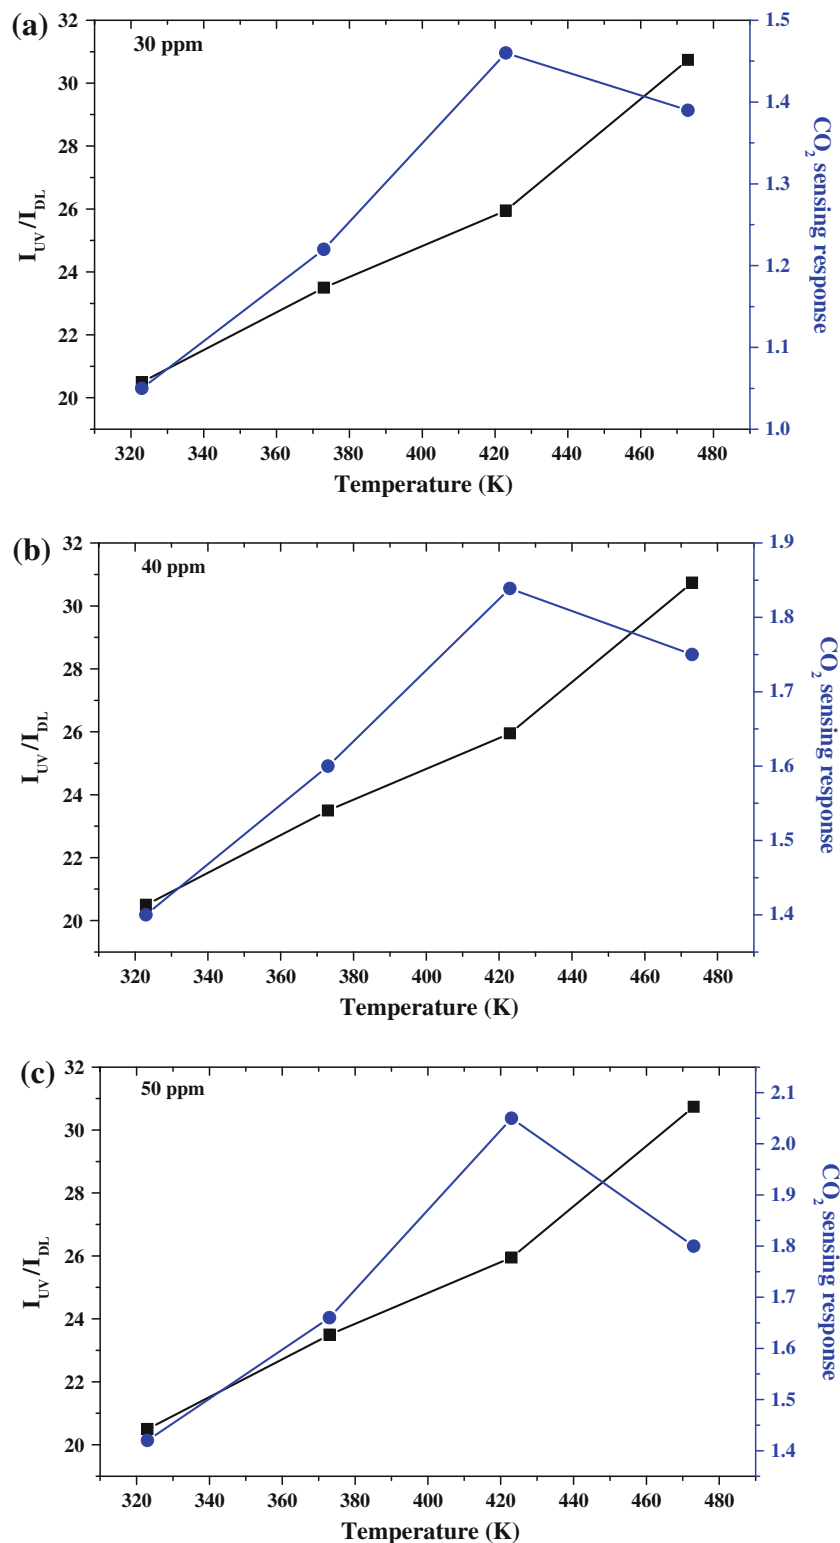 (a)
30 ppm
32
30
28
26
24
22
20
I_UV/I_DL
1.5
1.4
1.3
1.2
1.1
1.0
CO₂ sensing response
320 340 360 380 400 420 440 460 480
Temperature (K)
(b)
40 ppm
32
30
28
26
24
22
20
I_UV/I_DL
1.9
1.8
1.7
1.6
1.5
1.4
CO₂ sensing response
320 340 360 380 400 420 440 460 480
Temperature (K)
(c)
50 ppm
32
30
28
26
24
22
20
I_UV/I_DL
2.1
2.0
1.9
1.8
1.7
1.6
1.5
1.4
CO₂ sensing response
320 340 360 380 400 420 440 460 480
Temperature (K)